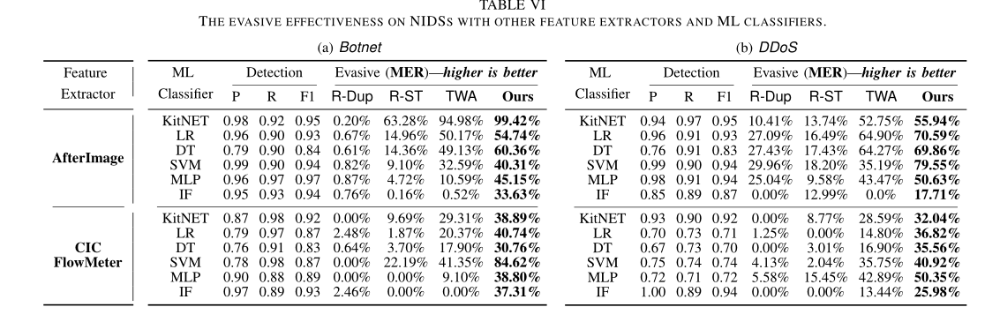 TABLE VI
THE EVASIVE EFFECTIVENESS ON NIDSS WITH OTHER FEATURE EXTRACTORS AND ML CLASSIFIERS.
(a) Botnet (b) DDoS
Feature ML Detection Evasive (MER)—higher is better ML Detection Evasive (MER)—higher is better
Extractor Classifier P R F1 R-Dup R-ST TWA Ours Classifier P R F1 R-Dup R-ST TWA Ours
KitNET 0.98 0.92 0.95 0.20% 63.28% 94.98% 99.42% KitNET 0.94 0.97 0.95 10.41% 13.74% 52.75% 55.94%
LR 0.96 0.90 0.93 0.67% 14.96% 50.17% 54.74% LR 0.96 0.91 0.93 27.09% 16.49% 64.90% 70.59%
DT 0.79 0.90 0.84 0.61% 14.36% 49.13% 60.36% DT 0.76 0.91 0.83 27.43% 17.43% 64.27% 69.86%
AfterImage
SVM 0.99 0.90 0.94 0.82% 9.10% 32.59% 40.31% SVM 0.99 0.90 0.94 29.96% 18.20% 35.19% 79.55%
MLP 0.96 0.97 0.97 0.87% 4.72% 10.59% 45.15% MLP 0.98 0.91 0.94 25.04% 9.58% 43.47% 50.63%
IF 0.95 0.93 0.94 0.76% 0.16% 0.52% 33.63% IF 0.85 0.89 0.87 0.00% 12.99% 0.0% 17.71%
KitNET 0.87 0.98 0.92 0.00% 9.69% 29.31% 38.89% KitNET 0.93 0.90 0.92 0.00% 8.77% 28.59% 32.04%
LR 0.79 0.97 0.87 2.48% 1.87% 20.37% 40.74% LR 0.70 0.73 0.71 1.25% 0.00% 14.80% 36.82%
CIC DT 0.76 0.91 0.83 0.64% 3.70% 17.90% 30.76% DT 0.67 0.73 0.70 0.00% 3.01% 16.90% 35.56%
FlowMeter SVM 0.78 0.98 0.87 0.00% 22.19% 41.35% 84.62% SVM 0.75 0.74 0.74 4.13% 2.04% 35.75% 40.92%
MLP 0.90 0.88 0.89 0.00% 0.00% 9.10% 38.80% MLP 0.72 0.71 0.72 5.58% 15.45% 42.89% 50.35%
IF 0.97 0.89 0.93 2.46% 0.00% 0.00% 37.31% IF 1.00 0.89 0.94 0.00% 0.00% 13.44% 25.98%